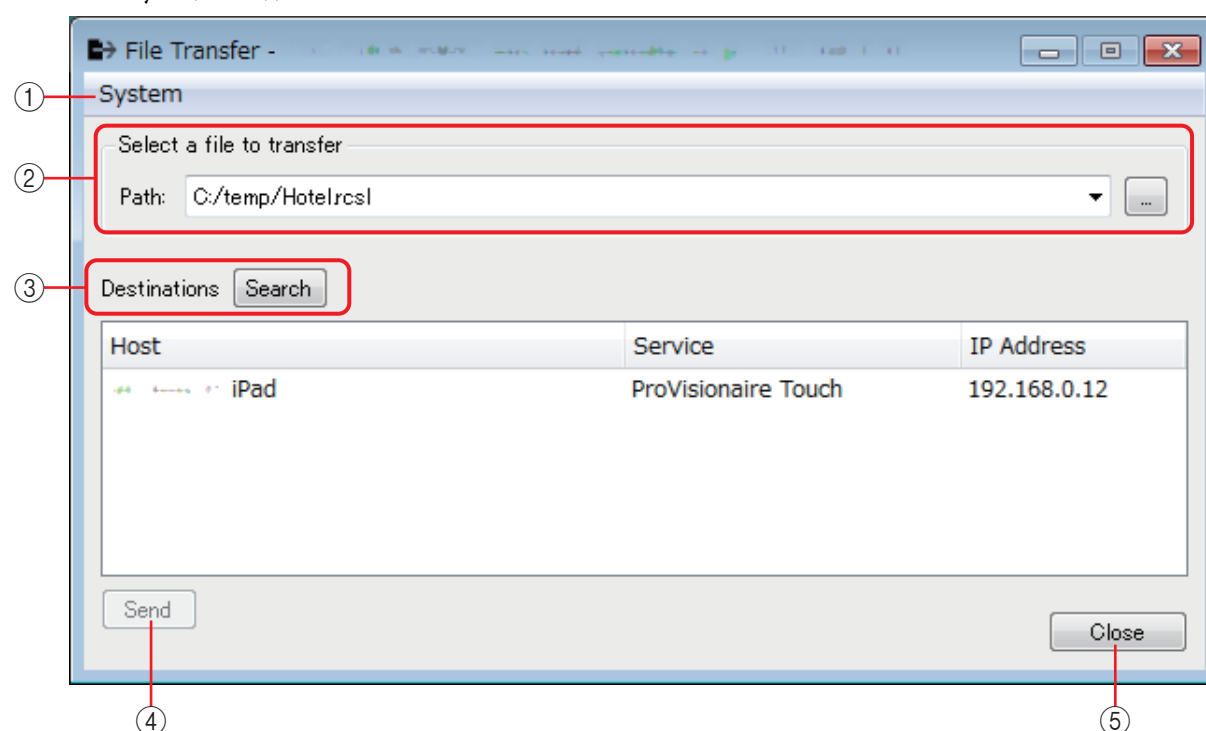 File Transfer -
① System
Select a file to transfer
② Path: C:/temp/Hotel.rcsl ...
③ Destinations Search
Host Service IP Address
iPad ProVisionaire Touch 192.168.0.12
Send
Close
④ ⑤